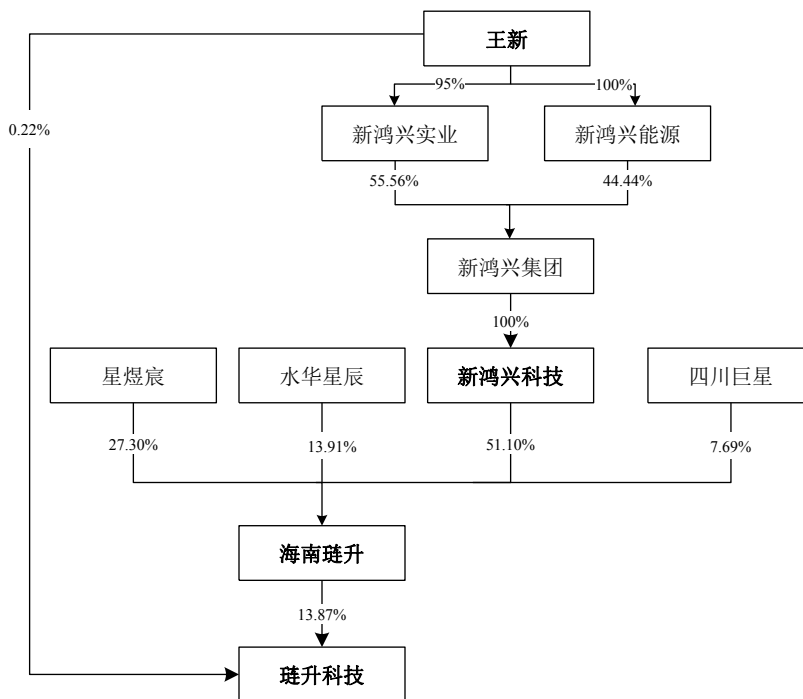 王新
95%
100%
0.22%
新鸿兴实业
新鸿兴能源
55.56%
44.44%
新鸿兴集团
100%
星煜宸
水华星辰
新鸿兴科技
四川巨星
27.30%
13.91%
51.10%
7.69%
海南琏升
13.87%
琏升科技